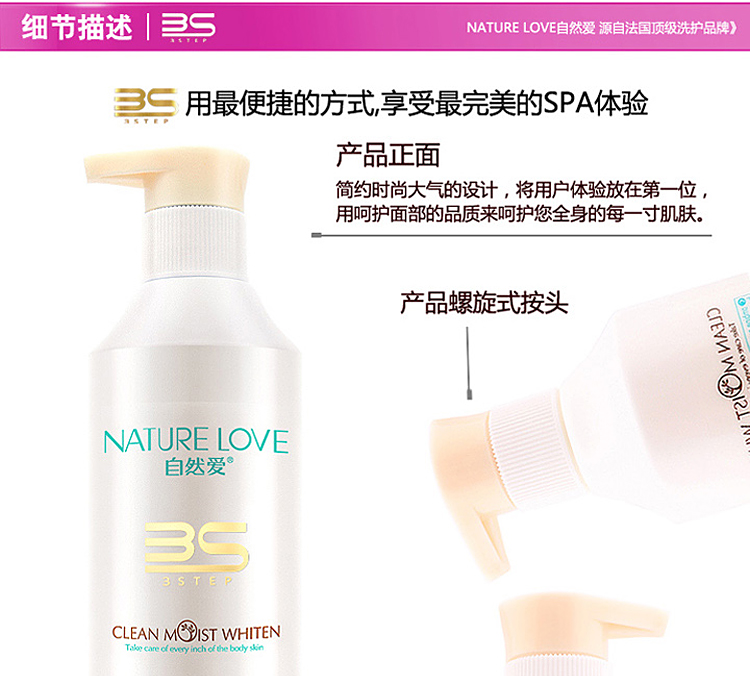 细节描述
3S
3STEP
NATURE LOVE自然爱 源自法国顶级洗护品牌》
3S
3STEP
用最便捷的方式,享受最完美的SPA体验
产品正面
简约时尚大气的设计，将用户体验放在第一位，
用呵护面部的品质来呵护您全身的每一寸肌肤。
产品螺旋式按头
NATURE LOVE
自然爱®
3S
3STEP
CLEAN MOIST WHITEN
Take care of every inch of the body skin
CLEAN MOIST W